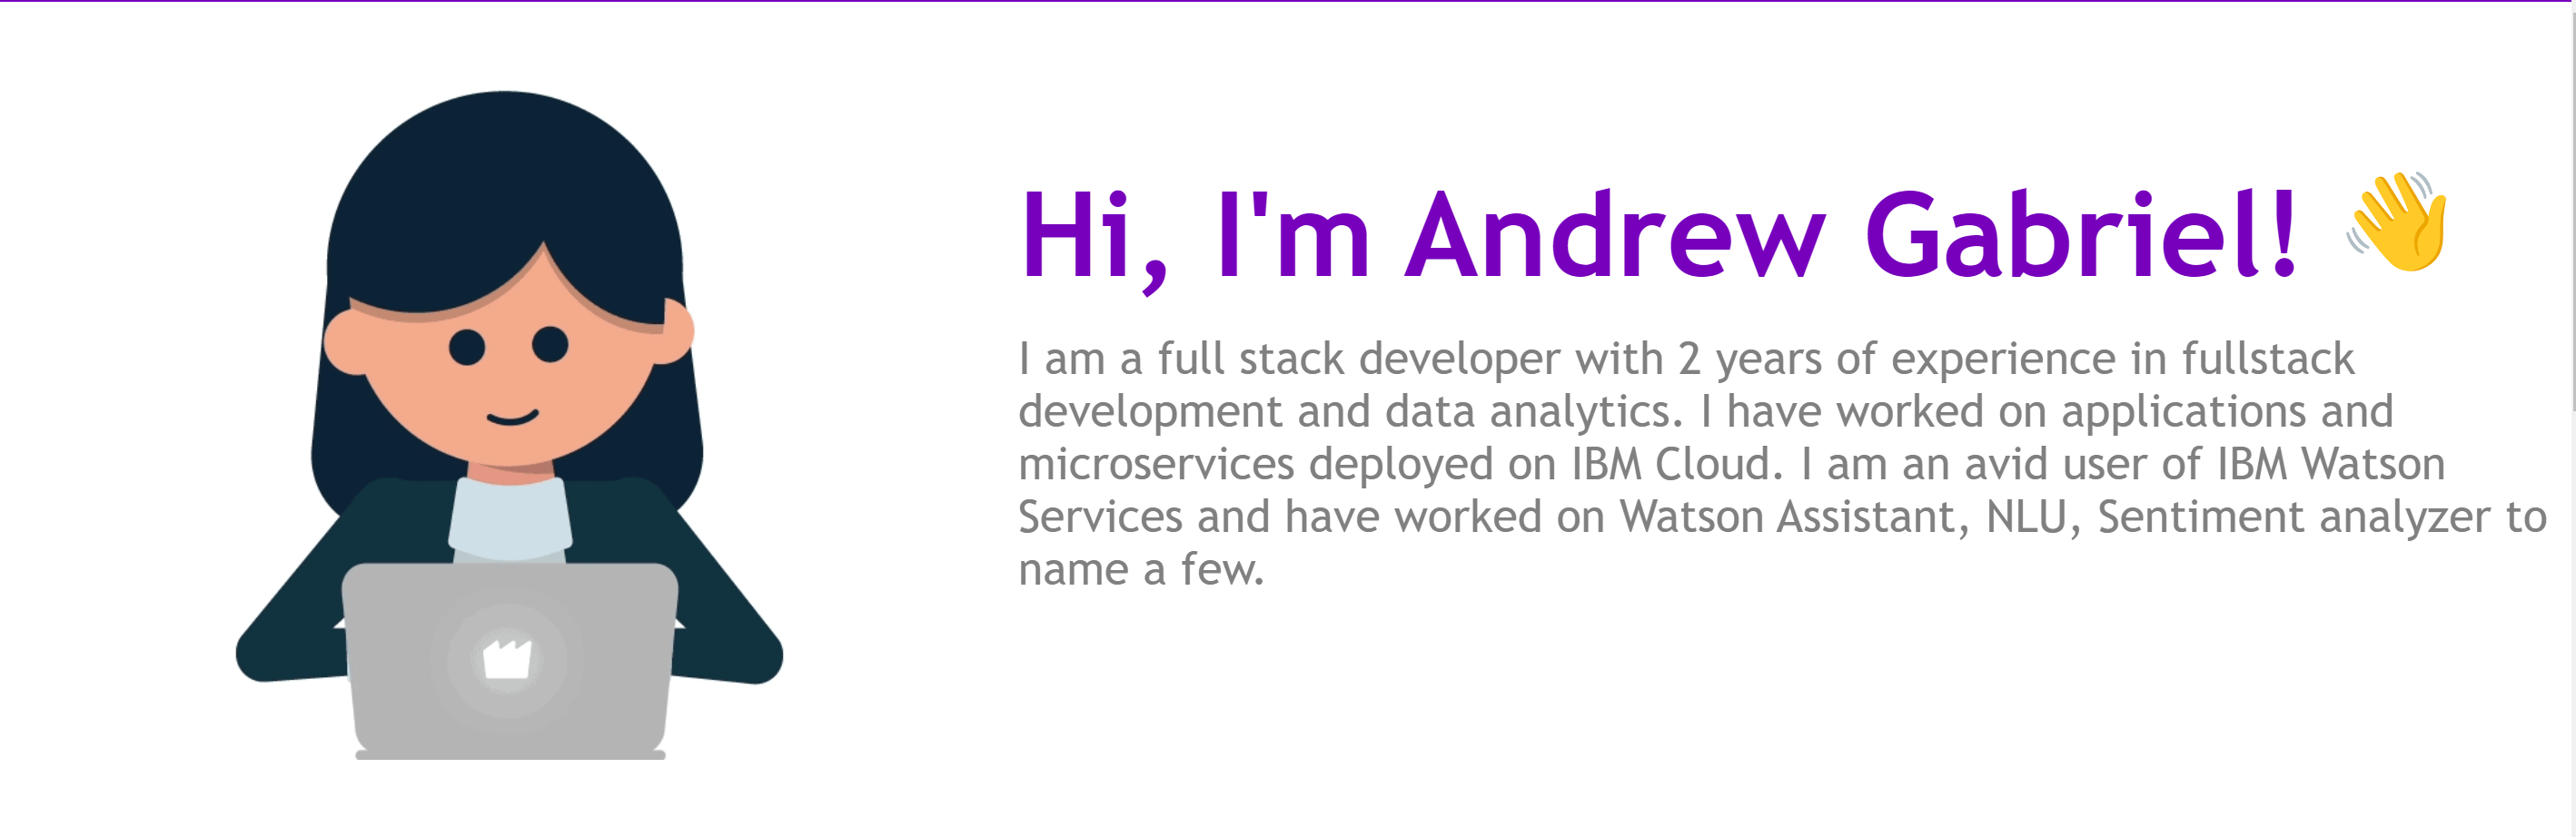 Hi, I'm Andrew Gabriel! 👋
I am a full stack developer with 2 years of experience in fullstack
development and data analytics. I have worked on applications and
microservices deployed on IBM Cloud. I am an avid user of IBM Watson
Services and have worked on Watson Assistant, NLU, Sentiment analyzer to
name a few.